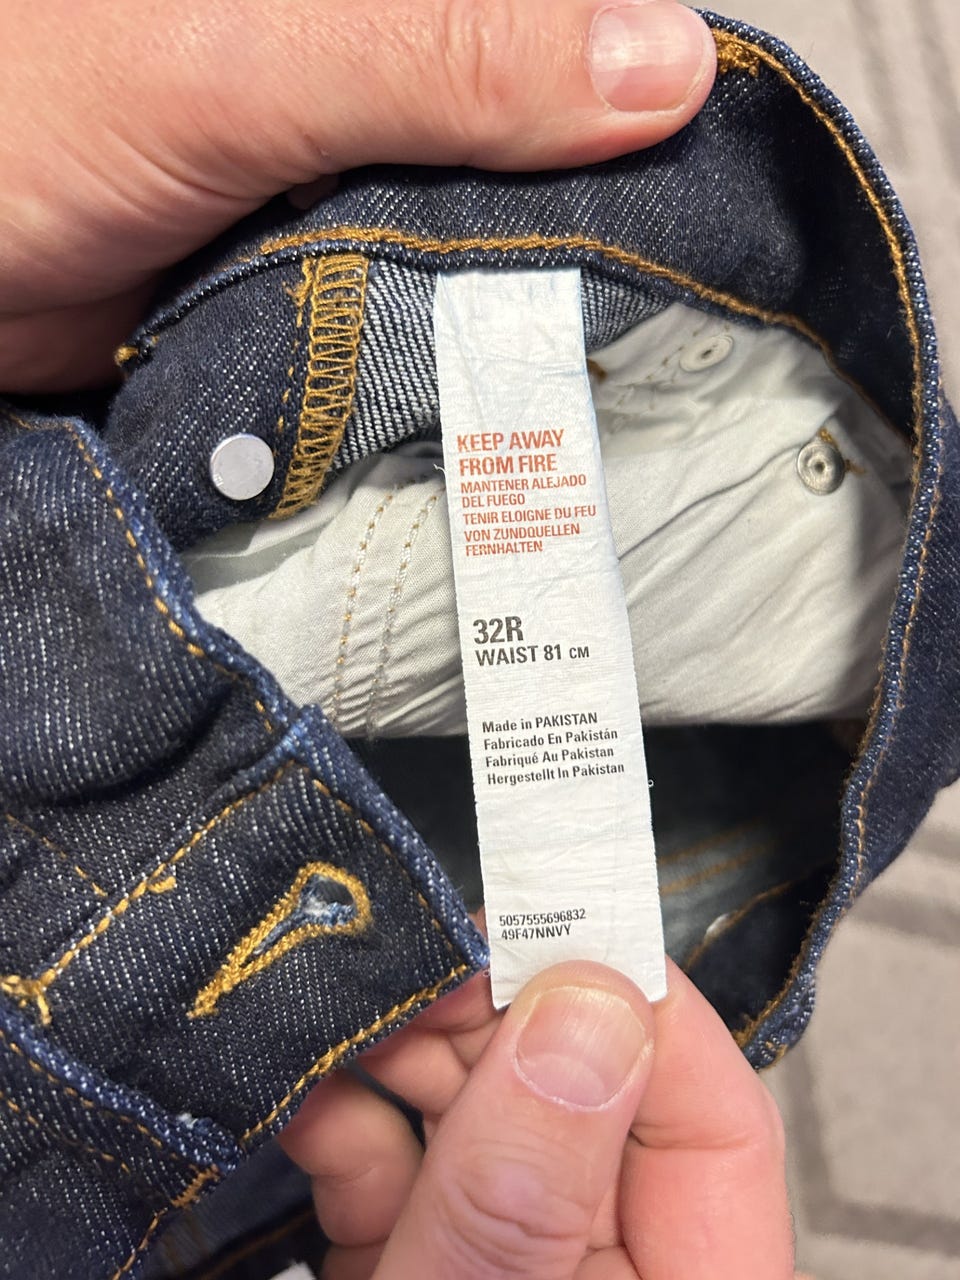 KEEP AWAY
FROM FIRE
MANTENER ALEJADO
DEL FUEGO
TENIR ELOIGNE DU FEU
VON ZUNDQUELLEN
FERNHALTEN
32R
WAIST 81 CM
Made in PAKISTAN
Fabricado En Pakistán
Fabriqué Au Pakistan
Hergestellt In Pakistan
5057555696832
49F47NNVY